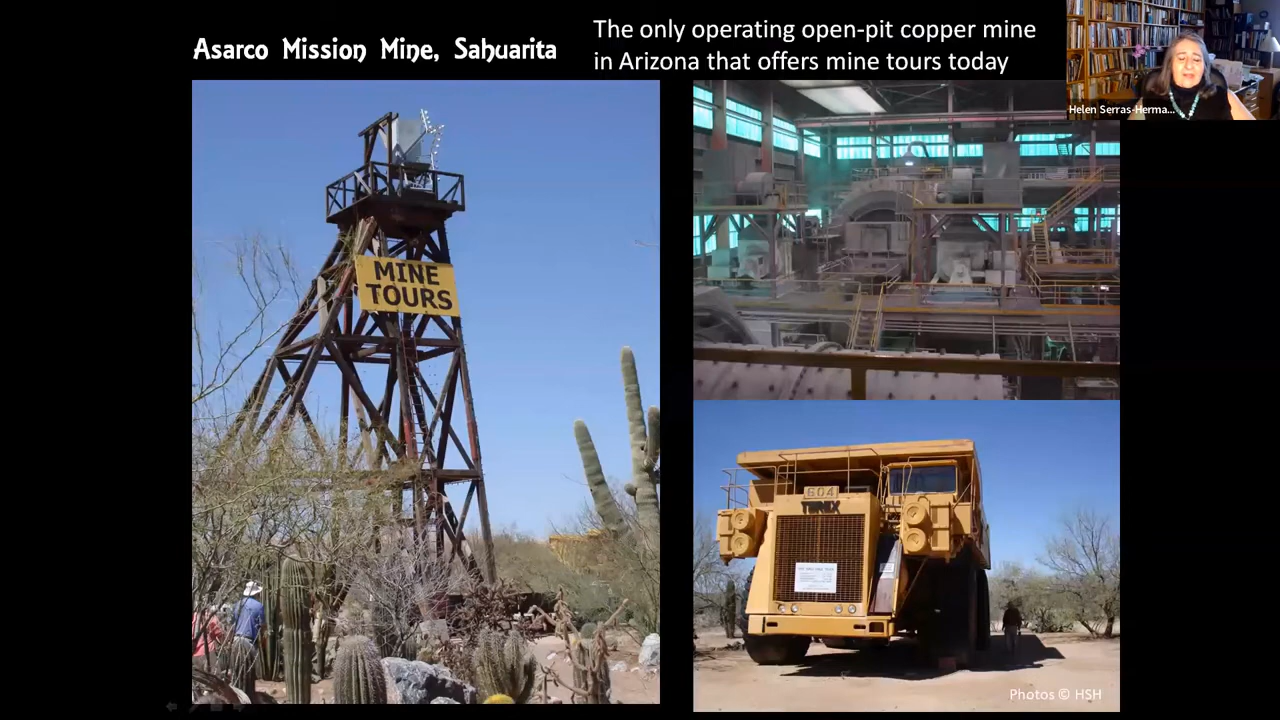 Asarco Mission Mine, Sahuarita
The only operating open-pit copper mine
in Arizona that offers mine tours today
Helen Serras-Herma...
MINE
TOURS
604
TEREX
Photos © HSH